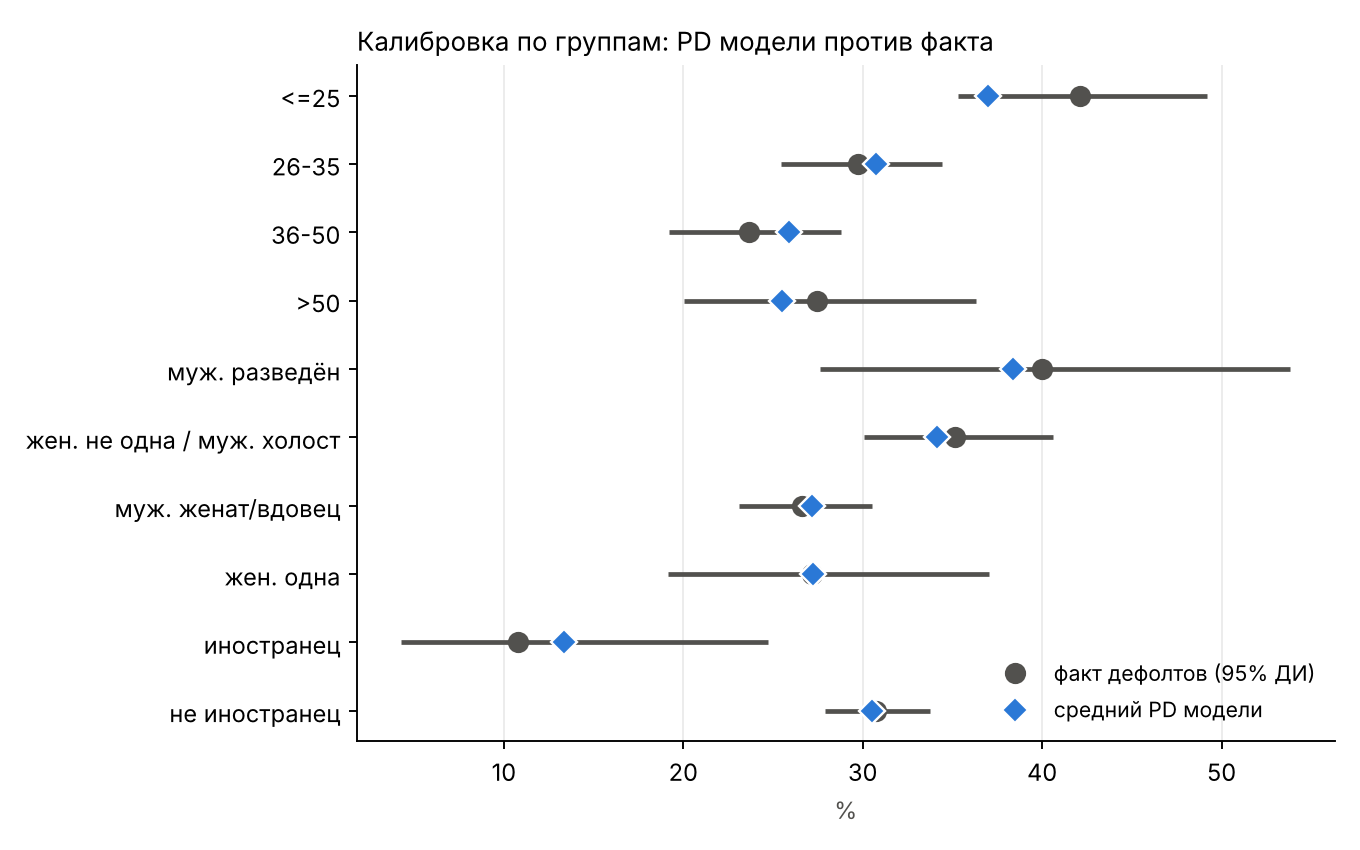 Калибровка по группам: PD модели против факта
<=25
26-35
36-50
>50
муж. разведён
жен. не одна / муж. холост
муж. женат/вдовец
жен. одна
иностранец
не иностранец
факт дефолтов (95% ДИ)
средний PD модели
10 20 30 40 50
%